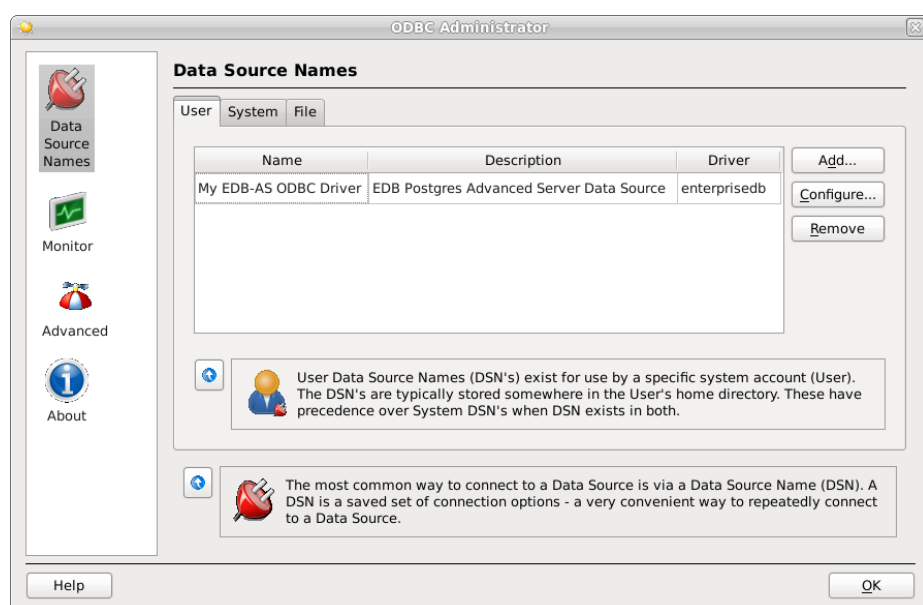 ODBC Administrator
Data Source Names
User System File
Name Description Driver
My EDB-AS ODBC Driver EDB Postgres Advanced Server Data Source enterprisedb
Add...
Configure...
Remove
Data
Source
Names
Monitor
Advanced
About
User Data Source Names (DSN's) exist for use by a specific system account (User).
The DSN's are typically stored somewhere in the User's home directory. These have
precedence over System DSN's when DSN exists in both.
The most common way to connect to a Data Source is via a Data Source Name (DSN). A
DSN is a saved set of connection options - a very convenient way to repeatedly connect
to a Data Source.
Help
OK